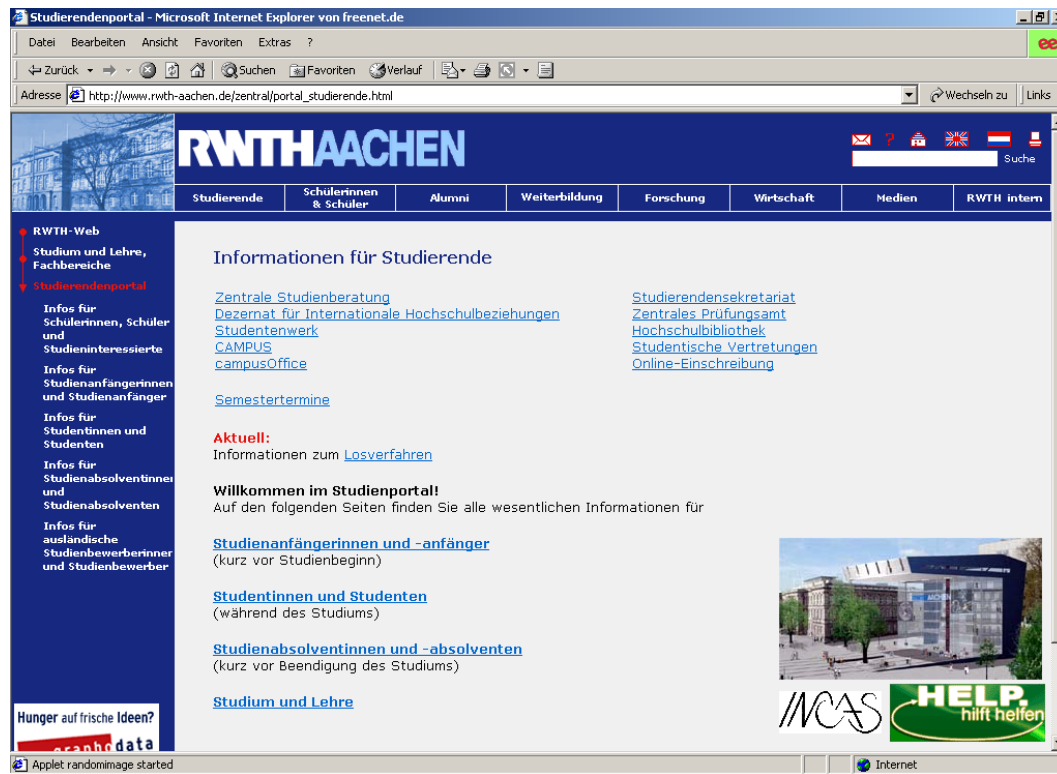 Studierendenportal - Microsoft Internet Explorer von freenet.de
Datei Bearbeiten Ansicht Favoriten Extras ?
Zurück Suchen Favoriten Verlauf
Adresse http://www.rwth-aachen.de/zentral/portal_studierende.html Wechseln zu Links
RWTHAACHEN
Suche
Studierende Schülerinnen & Schüler Alumni Weiterbildung Forschung Wirtschaft Medien RWTH intern
RWTH-Web
Studium und Lehre,
Fachbereiche
Studierendenportal
Infos für
Schülerinnen, Schüler
und
Studieninteressierte
Infos für
Studienanfängerinnen
und Studienanfänger
Infos für
Studentinnen und
Studenten
Infos für
Studienabsolventinnen
und
Studienabsolventen
Infos für
ausländische
Studienbewerberinner
und Studienbewerber
Hunger auf frische Ideen?
graphodata
Informationen für Studierende
Zentrale Studienberatung
Dezernat für Internationale Hochschulbeziehungen
Studentenwerk
CAMPUS
campusOffice
Semestertermine
Studierendensekretariat
Zentrales Prüfungsamt
Hochschulbibliothek
Studentische Vertretungen
Online-Einschreibung
Aktuell:
Informationen zum Losverfahren
Willkommen im Studienportal!
Auf den folgenden Seiten finden Sie alle wesentlichen Informationen für
Studienanfängerinnen und -anfänger
(kurz vor Studienbeginn)
Studentinnen und Studenten
(während des Studiums)
Studienabsolventinnen und -absolventen
(kurz vor Beendigung des Studiums)
Studium und Lehre
AACHEN
INCAS
HELP.
hilft helfen
Applet randomimage started
Internet